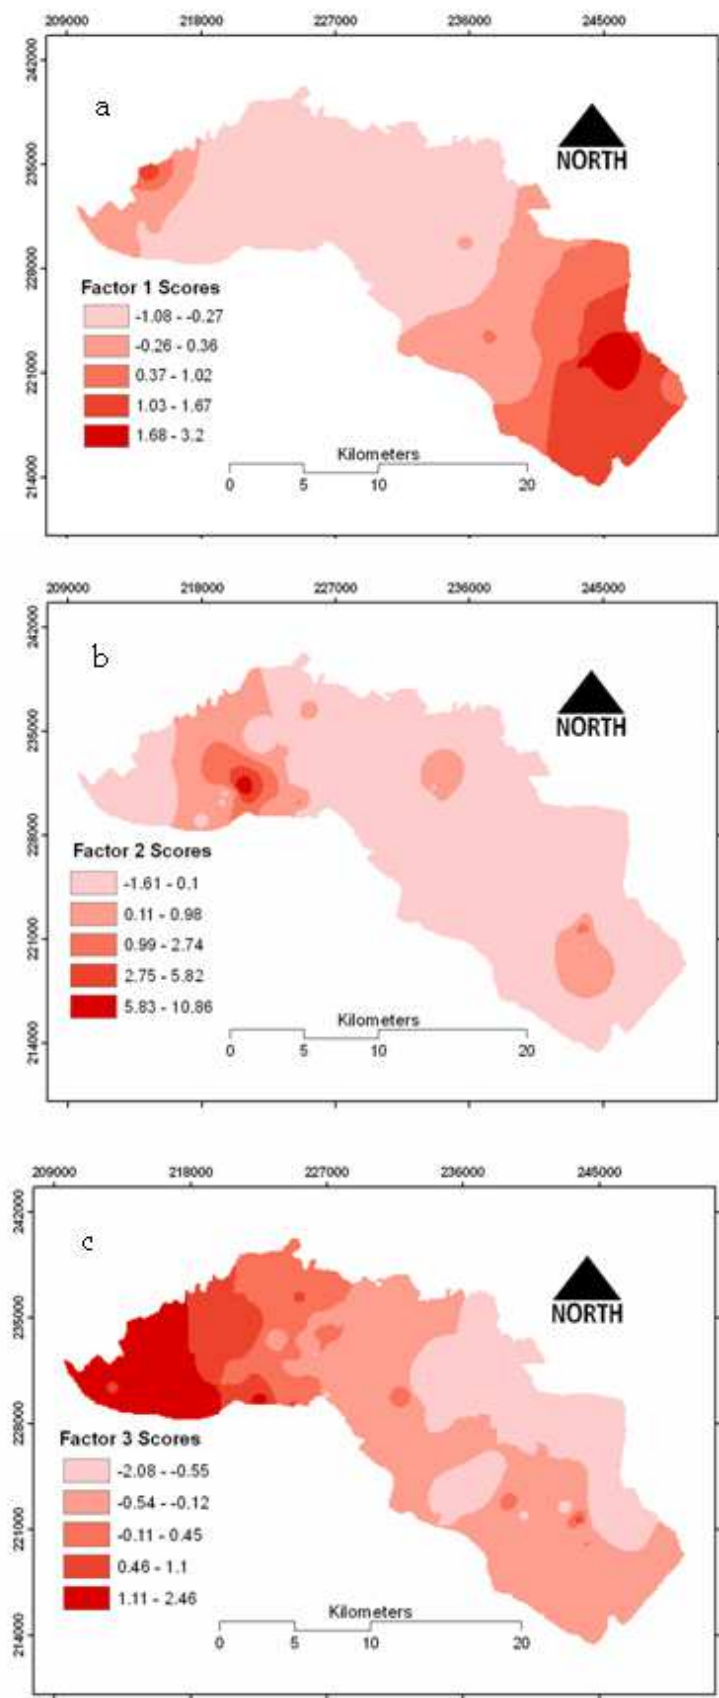 209000 218000 227000 236000 245000
242000
a
235000
NORTH
228000
Factor 1 Scores
-1.08 - -0.27
-0.26 - 0.36
221000
0.37 - 1.02
1.03 - 1.67
1.68 - 3.2
Kilometers
214000
0 5 10 20
209000 218000 227000 236000 245000
242000
b
235000
NORTH
228000
Factor 2 Scores
-1.61 - 0.1
0.11 - 0.98
221000
0.99 - 2.74
2.75 - 5.82
5.83 - 10.86
Kilometers
214000
0 5 10 20
209000 218000 227000 236000 245000
242000
c
235000
NORTH
228000
Factor 3 Scores
-2.08 - -0.55
-0.54 - -0.12
221000
-0.11 - 0.45
0.46 - 1.1
1.11 - 2.46
Kilometers
214000
0 5 10 20